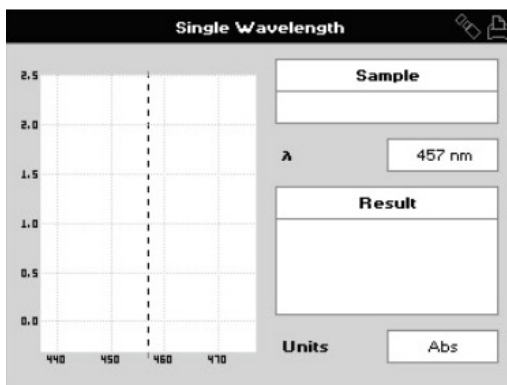 Single Wavelength
2.5
2.0
1.5
1.0
0.5
0.0
440 450 460 470
Sample
λ 457 nm
Result
Units Abs